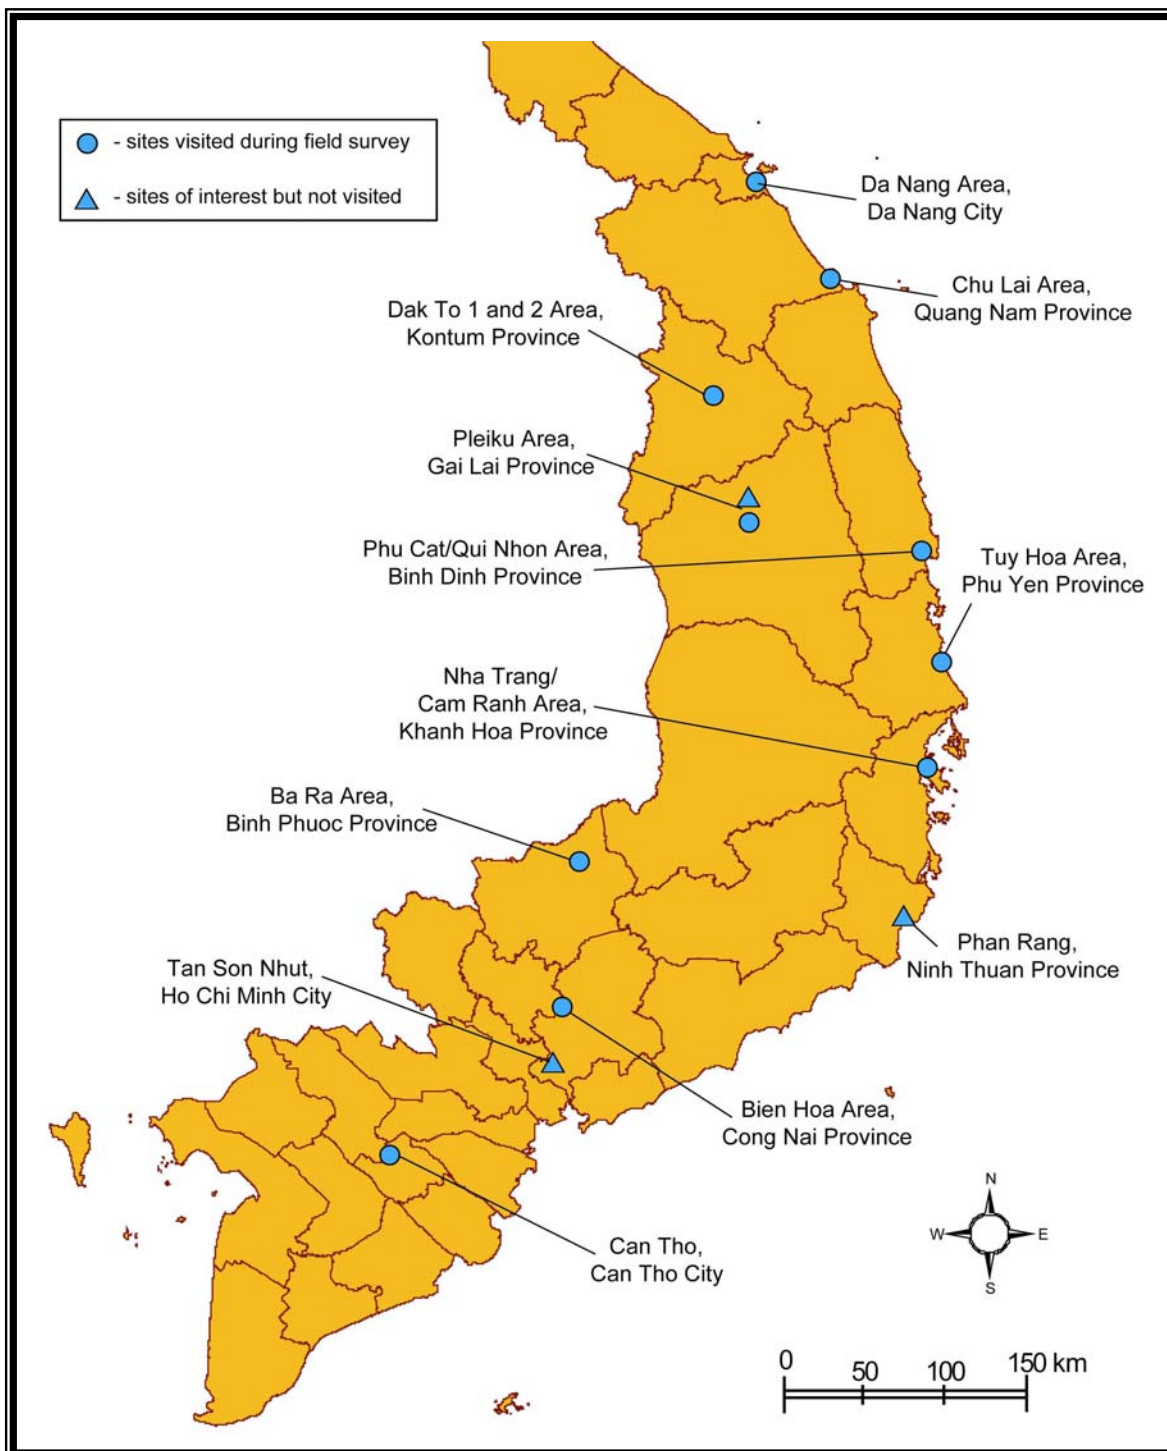 - sites visited during field survey
- sites of interest but not visited
Da Nang Area,
Da Nang City
Chu Lai Area,
Quang Nam Province
Dak To 1 and 2 Area,
Kontum Province
Pleiku Area,
Gai Lai Province
Phu Cat/Qui Nhon Area,
Binh Dinh Province
Tuy Hoa Area,
Phu Yen Province
Nha Trang/
Cam Ranh Area,
Khanh Hoa Province
Ba Ra Area,
Binh Phuoc Province
Phan Rang,
Ninh Thuan Province
Tan Son Nhut,
Ho Chi Minh City
Bien Hoa Area,
Cong Nai Province
Can Tho,
Can Tho City
N
W E
S
0 50 100 150 km